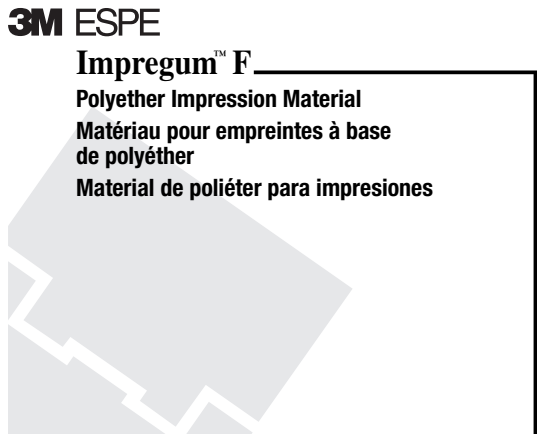 3M ESPE
Impregum™ F
Polyether Impression Material
Matériau pour empreintes à base
de polyéther
Material de poliéter para impresiones